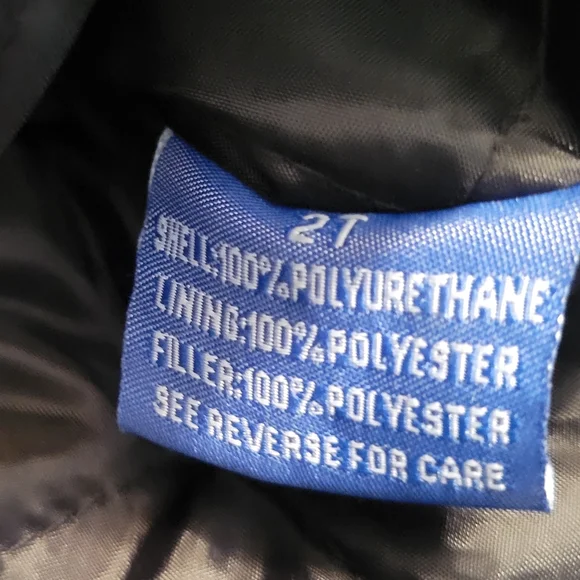 2T
SHELL:100%POLYURETHANE
LINING:100%POLYESTER
FILLER:100%POLYESTER
SEE REVERSE FOR CARE